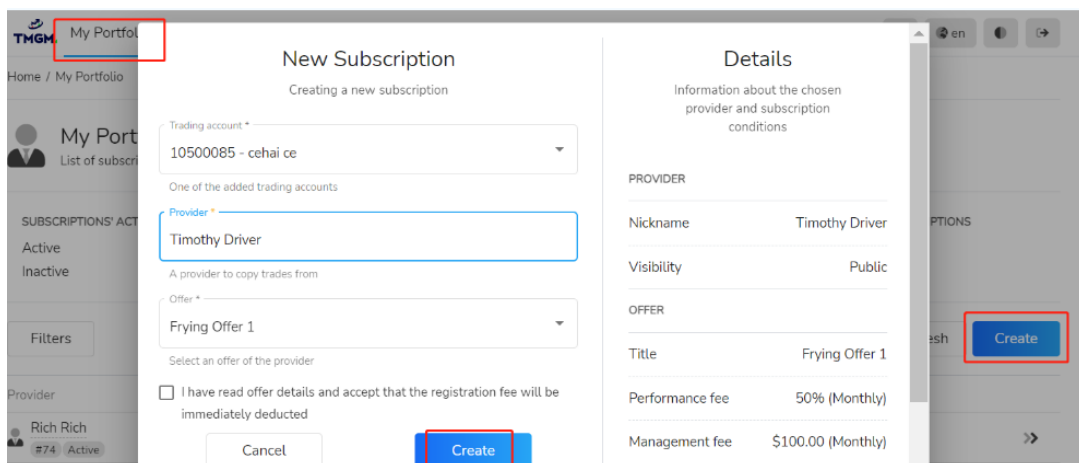 TMGM
My Portfol
en
Home / My Portfolio
My Port
List of subscri
SUBSCRIPTIONS' ACT
Active
Inactive
PTIONS
Filters
esh
Create
Provider
Rich Rich
#74 Active
New Subscription
Creating a new subscription
Trading account *
10500085 - cehai ce
One of the added trading accounts
Provider *
Timothy Driver
A provider to copy trades from
Offer *
Frying Offer 1
Select an offer of the provider
I have read offer details and accept that the registration fee will be
immediately deducted
Cancel
Create
Details
Information about the chosen
provider and subscription
conditions
PROVIDER
Nickname Timothy Driver
Visibility Public
OFFER
Title Frying Offer 1
Performance fee 50% (Monthly)
Management fee $100.00 (Monthly)